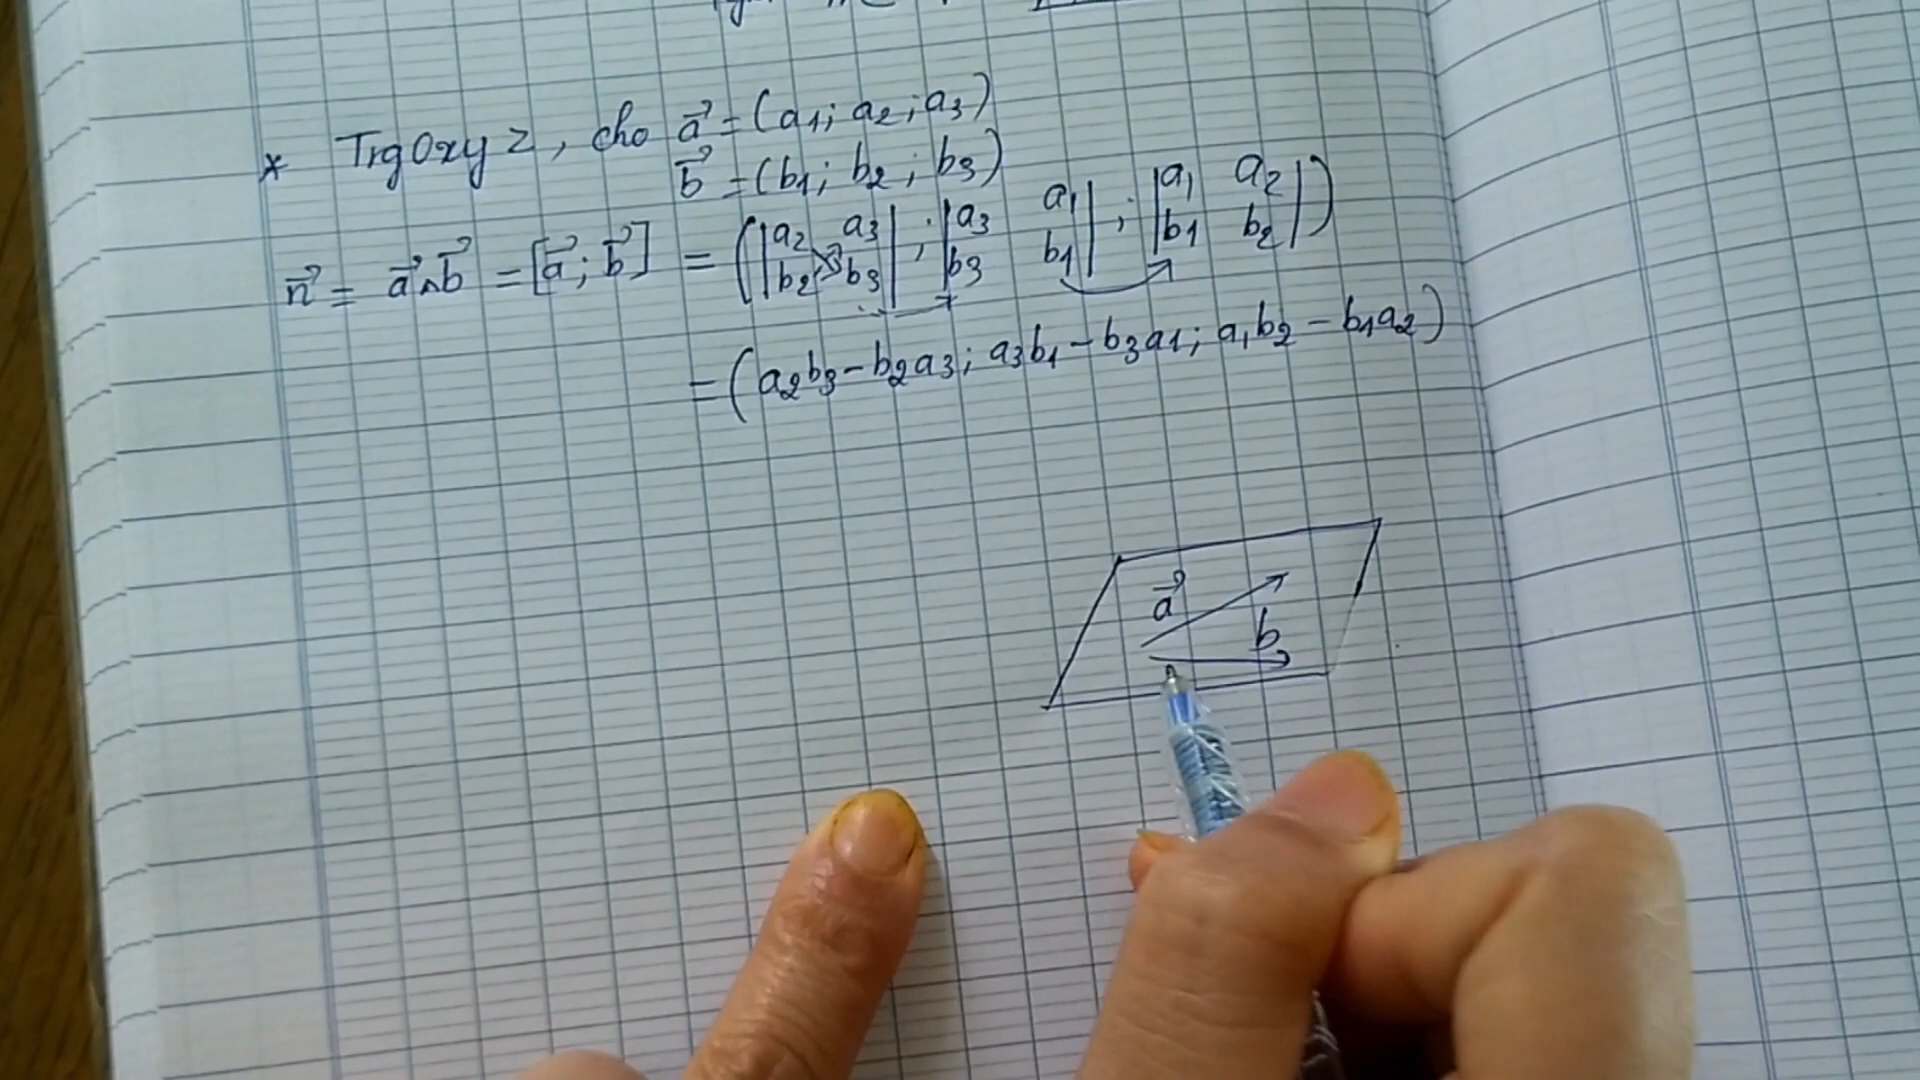 * Trg Oxyz, cho a⃗ = (a1; a2; a3)
b⃗ = (b1; b2; b3)
n⃗ = a⃗ ∧ b⃗ = [a⃗; b⃗] = (|a2 a3| ; |a3 a1| ; |a1 a2|)
|b2 b3| |b3 b1| |b1 b2|
= (a2b3 – b2a3; a3b1 – b3a1; a1b2 – b1a2)
a⃗
b